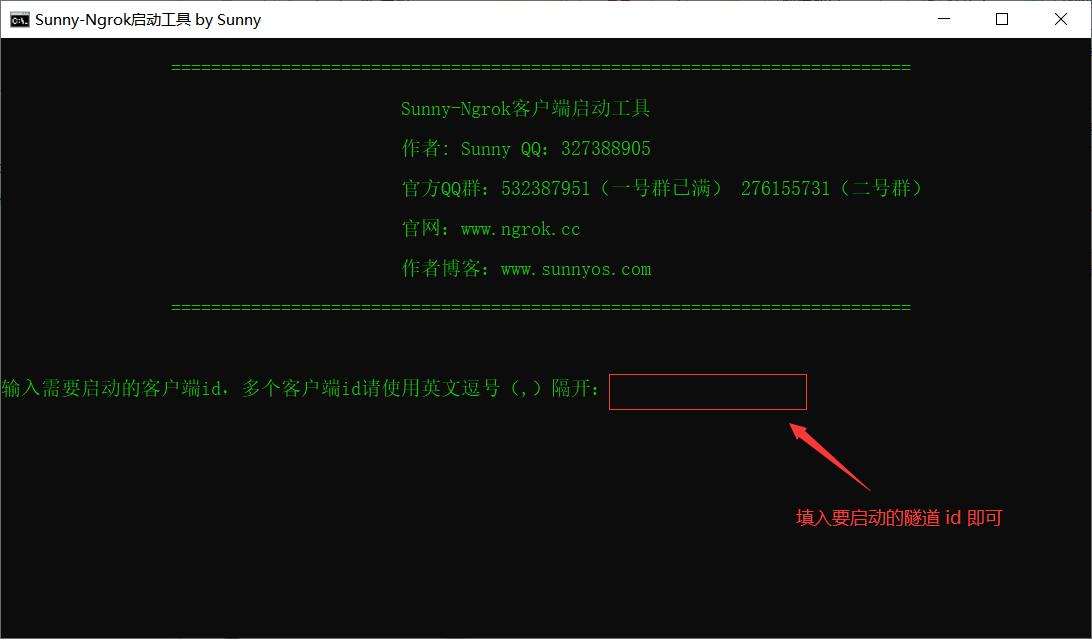 Sunny-Ngrok启动工具 by Sunny
==========================================================================
Sunny-Ngrok客户端启动工具
作者: Sunny QQ：327388905
官方QQ群：532387951（一号群已满） 276155731（二号群）
官网：www.ngrok.cc
作者博客：www.sunnyos.com
==========================================================================
输入需要启动的客户端id，多个客户端id请使用英文逗号（,）隔开：
填入要启动的隧道 id 即可